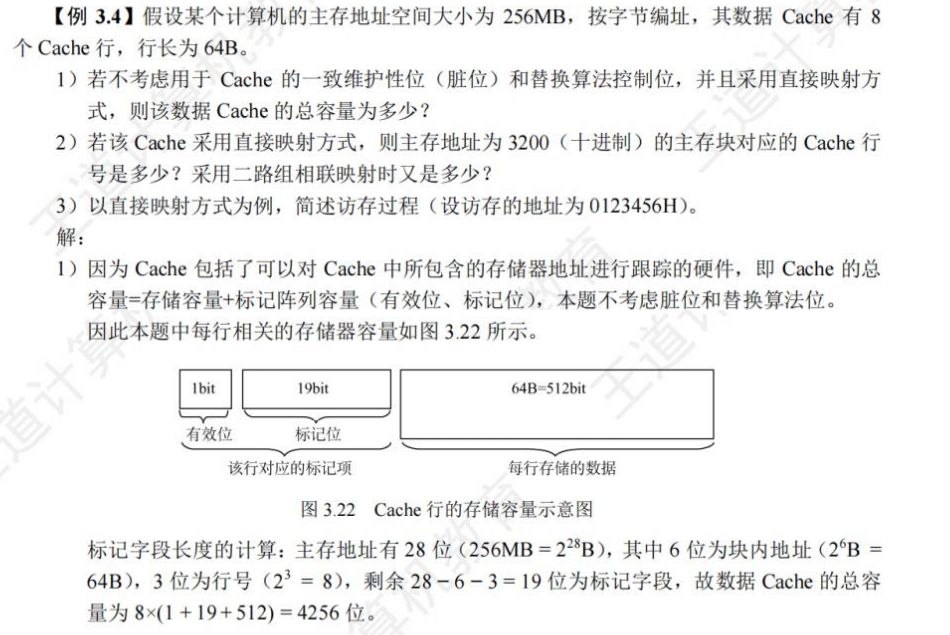 【例 3.4】假设某个计算机的主存地址空间大小为 256MB，按字节编址，其数据 Cache 有 8
个 Cache 行，行长为 64B。
1）若不考虑用于 Cache 的一致维护性位（脏位）和替换算法控制位，并且采用直接映射方
式，则该数据 Cache 的总容量为多少？
2）若该 Cache 采用直接映射方式，则主存地址为 3200（十进制）的主存块对应的 Cache 行
号是多少？采用二路组相联映射时又是多少？
3）以直接映射方式为例，简述访存过程（设访存的地址为 0123456H）。
解：
1）因为 Cache 包括了可以对 Cache 中所包含的存储器地址进行跟踪的硬件，即 Cache 的总
容量=存储容量+标记阵列容量（有效位、标记位），本题不考虑脏位和替换算法位。
因此本题中每行相关的存储器容量如图 3.22 所示。
1bit 19bit 64B=512bit
有效位 标记位
该行对应的标记项 每行存储的数据
图 3.22 Cache 行的存储容量示意图
标记字段长度的计算：主存地址有 28 位（256MB = 2²⁸B），其中 6 位为块内地址（2⁶B =
64B），3 位为行号（2³ = 8），剩余 28 – 6 – 3 = 19 位为标记字段，故数据 Cache 的总容
量为 8×(1 + 19 + 512) = 4256 位。
王道计算机教育